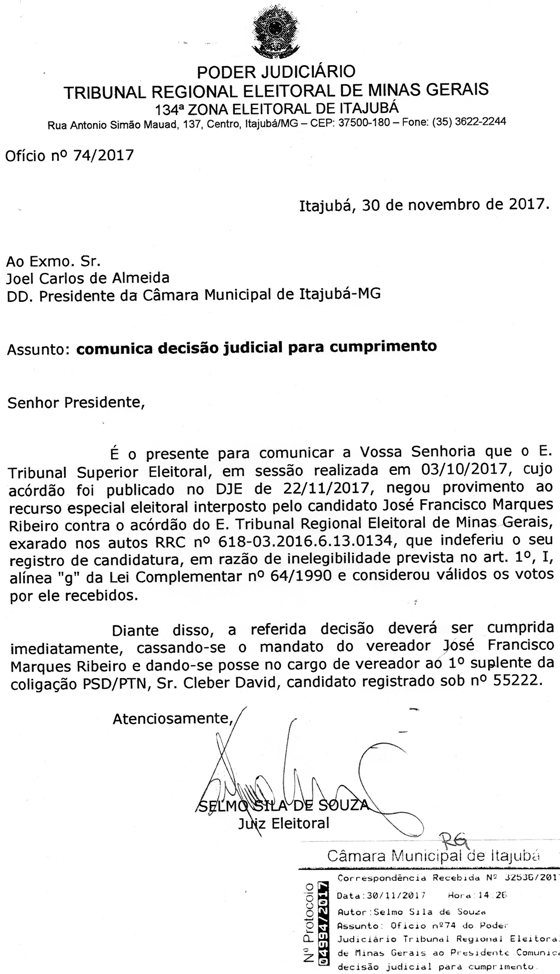 PODER JUDICIÁRIO
TRIBUNAL REGIONAL ELEITORAL DE MINAS GERAIS
134ª ZONA ELEITORAL DE ITAJUBÁ
Rua Antonio Simão Mauad, 137, Centro, Itajubá/MG – CEP: 37500-180 – Fone: (35) 3622-2244
Ofício nº 74/2017
Itajubá, 30 de novembro de 2017.
Ao Exmo. Sr.
Joel Carlos de Almeida
DD. Presidente da Câmara Municipal de Itajubá-MG
Assunto: comunica decisão judicial para cumprimento
Senhor Presidente,
É o presente para comunicar a Vossa Senhoria que o E.
Tribunal Superior Eleitoral, em sessão realizada em 03/10/2017, cujo
acórdão foi publicado no DJE de 22/11/2017, negou provimento ao
recurso especial eleitoral interposto pelo candidato José Francisco Marques
Ribeiro contra o acórdão do E. Tribunal Regional Eleitoral de Minas Gerais,
exarado nos autos RRC nº 618-03.2016.6.13.0134, que indeferiu o seu
registro de candidatura, em razão de inelegibilidade prevista no art. 1º, I,
alínea "g" da Lei Complementar nº 64/1990 e considerou válidos os votos
por ele recebidos.
Diante disso, a referida decisão deverá ser cumprida
imediatamente, cassando-se o mandato do vereador José Francisco
Marques Ribeiro e dando-se posse no cargo de vereador ao 1º suplente da
coligação PSD/PTN, Sr. Cleber David, candidato registrado sob nº 55222.
Atenciosamente,
SELMO SILA DE SOUZA
Juiz Eleitoral
RG
Câmara Municipal de Itajubá
Correspondência Recebida Nº 32536/201
Data:30/11/2017 Hora:14:26
Autor:Selmo Sila de Souza
Assunto: Ofício nº74 do Poder
Judiciário Tribunal Regional Eleitora
de Minas Gerais ao Presidente Comunica
decisão judicial para cumprimento.
Nº Protocolo
04994/2017